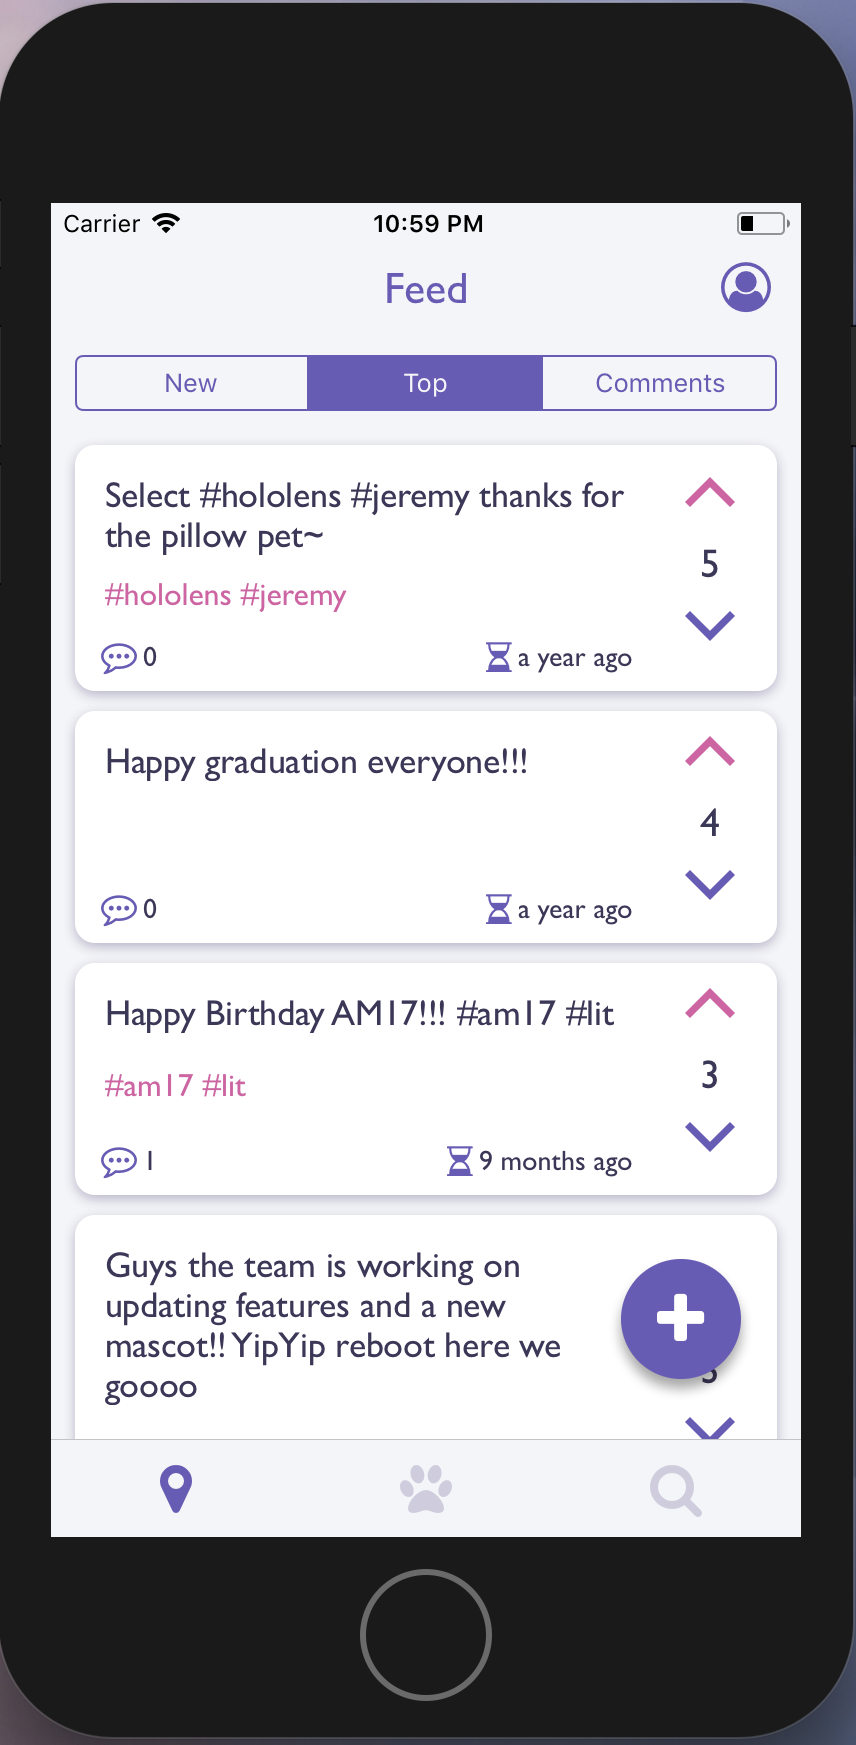 Carrier 10:59 PM
Feed
New Top Comments
Select #hololens #jeremy thanks for
the pillow pet~
5
#hololens #jeremy
0 a year ago
Happy graduation everyone!!!
4
0 a year ago
Happy Birthday AM17!!! #am17 #lit
3
#am17 #lit
1 9 months ago
Guys the team is working on
updating features and a new
mascot!! YipYip reboot here we
goooo